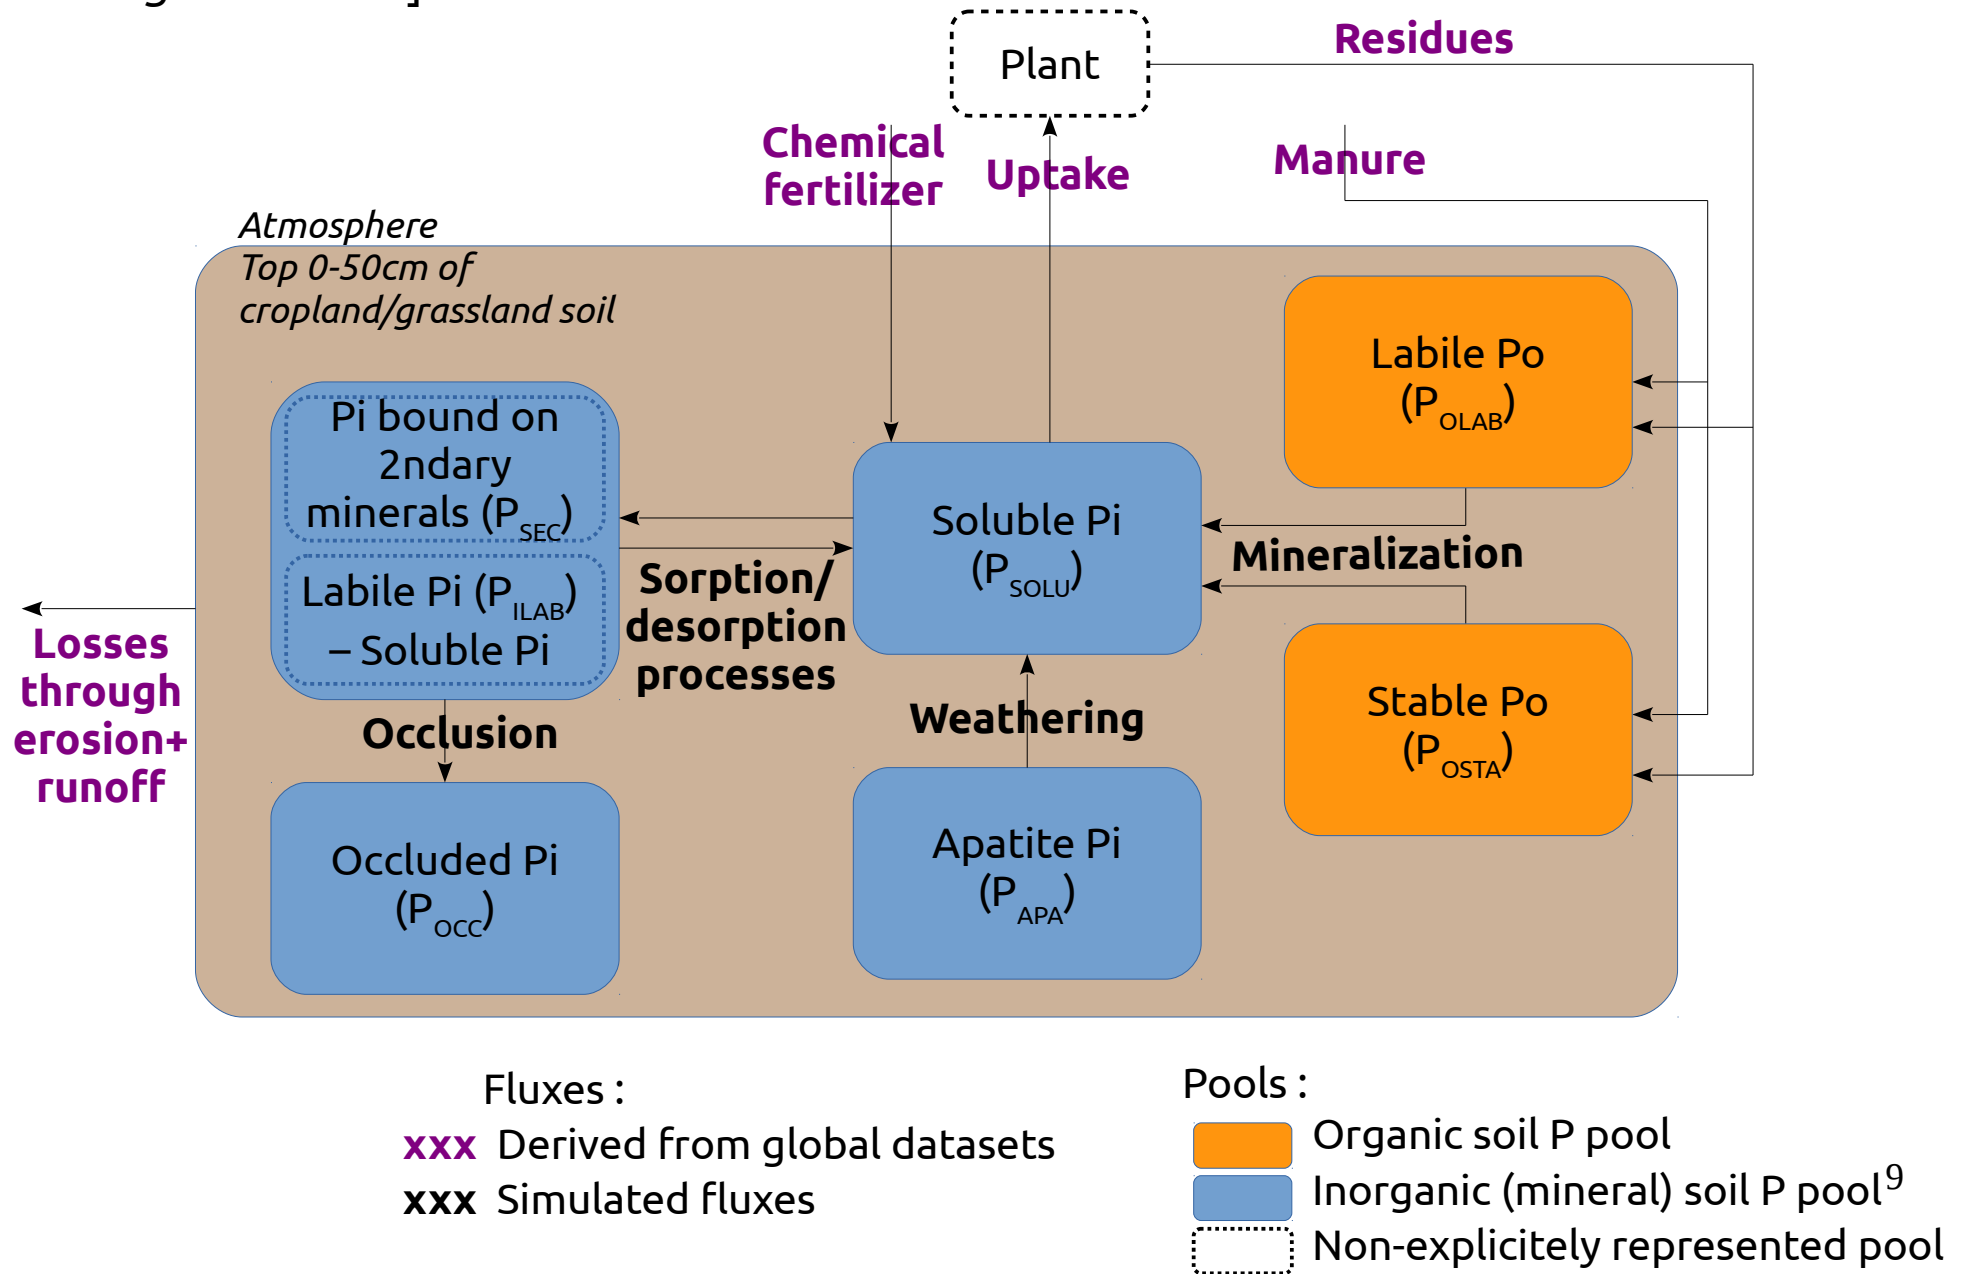 Plant
Residues
Chemical
fertilizer
Uptake
Manure
Atmosphere
Top 0-50cm of
cropland/grassland soil
Labile Po
(POLAB)
Pi bound on
2ndary
minerals (PSEC)
Labile Pi (PILAB)
– Soluble Pi
Soluble Pi
(PSOLU)
Mineralization
Sorption/
desorption
processes
Losses
through
erosion+
runoff
Occlusion
Weathering
Stable Po
(POSTA)
Occluded Pi
(POCC)
Apatite Pi
(PAPA)
Fluxes :
xxx Derived from global datasets
xxx Simulated fluxes
Pools :
Organic soil P pool
Inorganic (mineral) soil P pool9
Non-explicitely represented pool